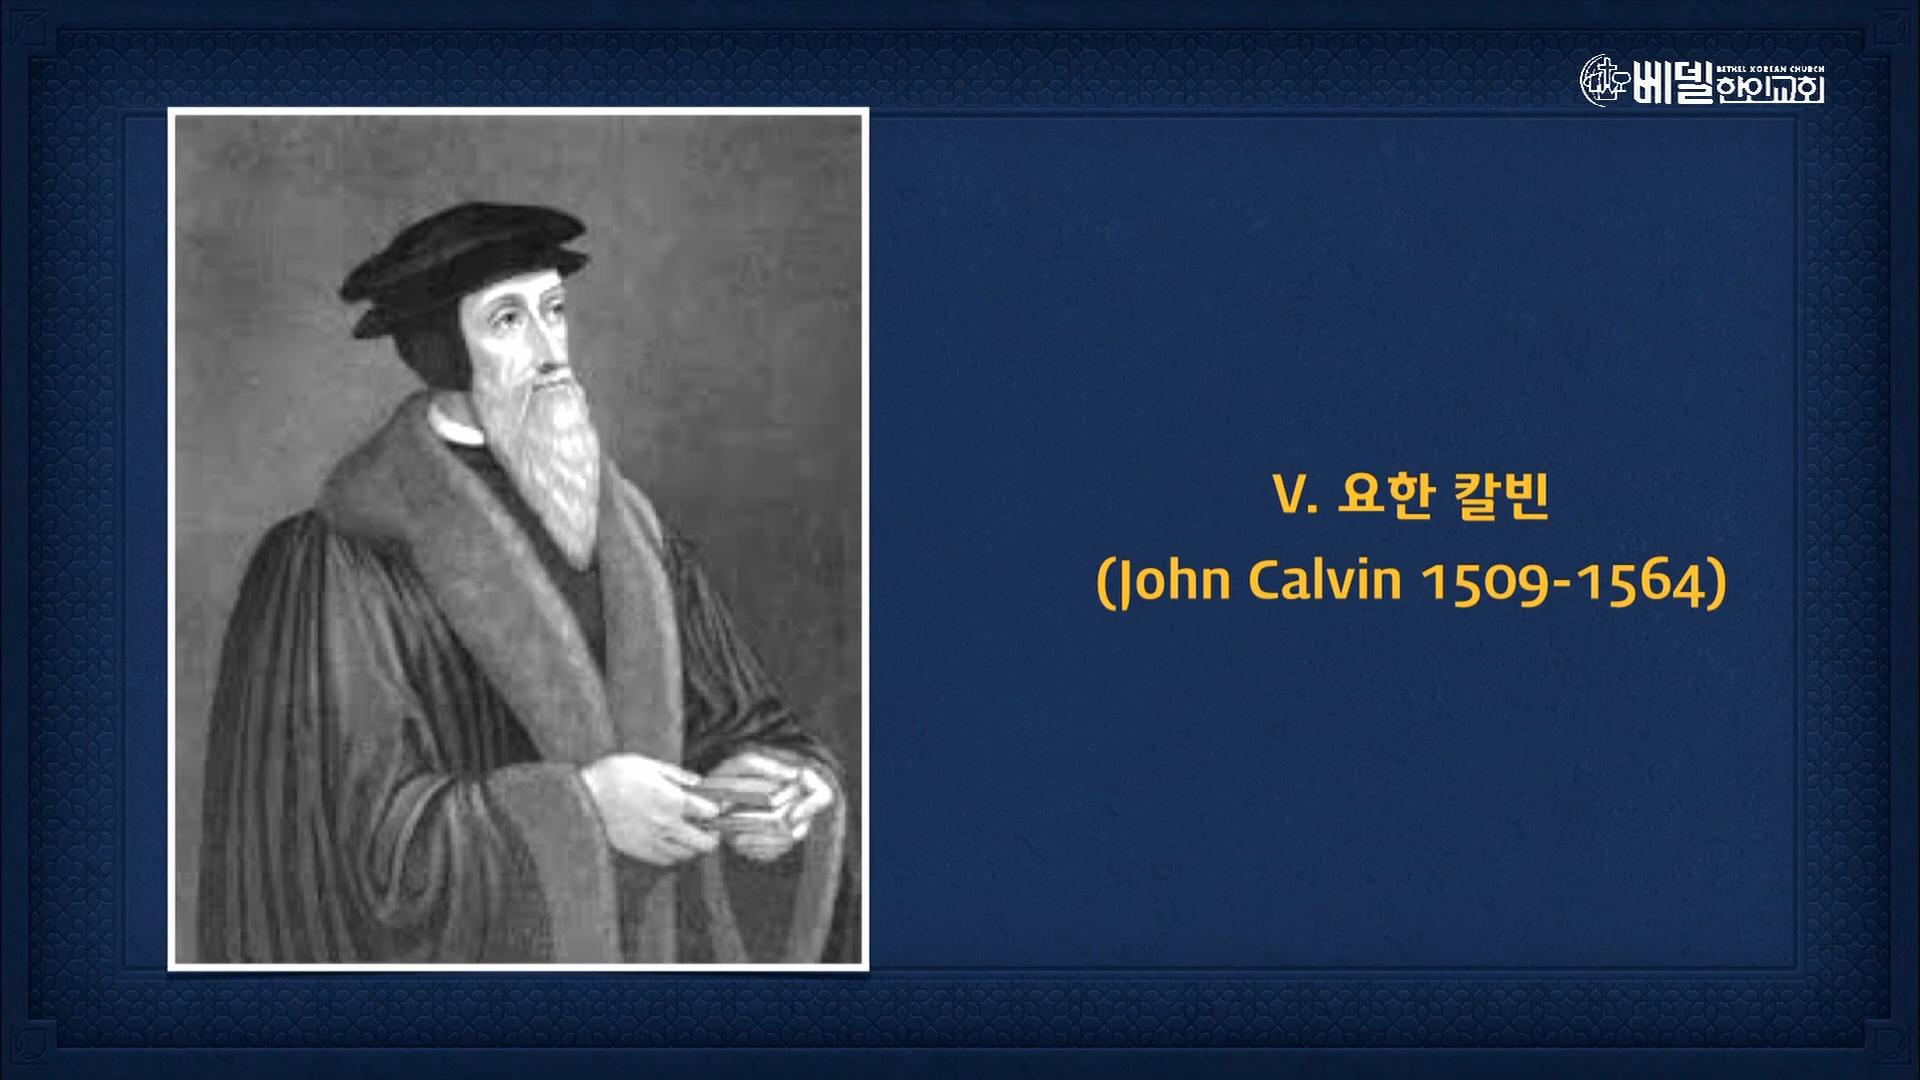 베델
BETHEL KOREAN CHURCH
한인교회
V. 요한 칼빈
(John Calvin 1509-1564)